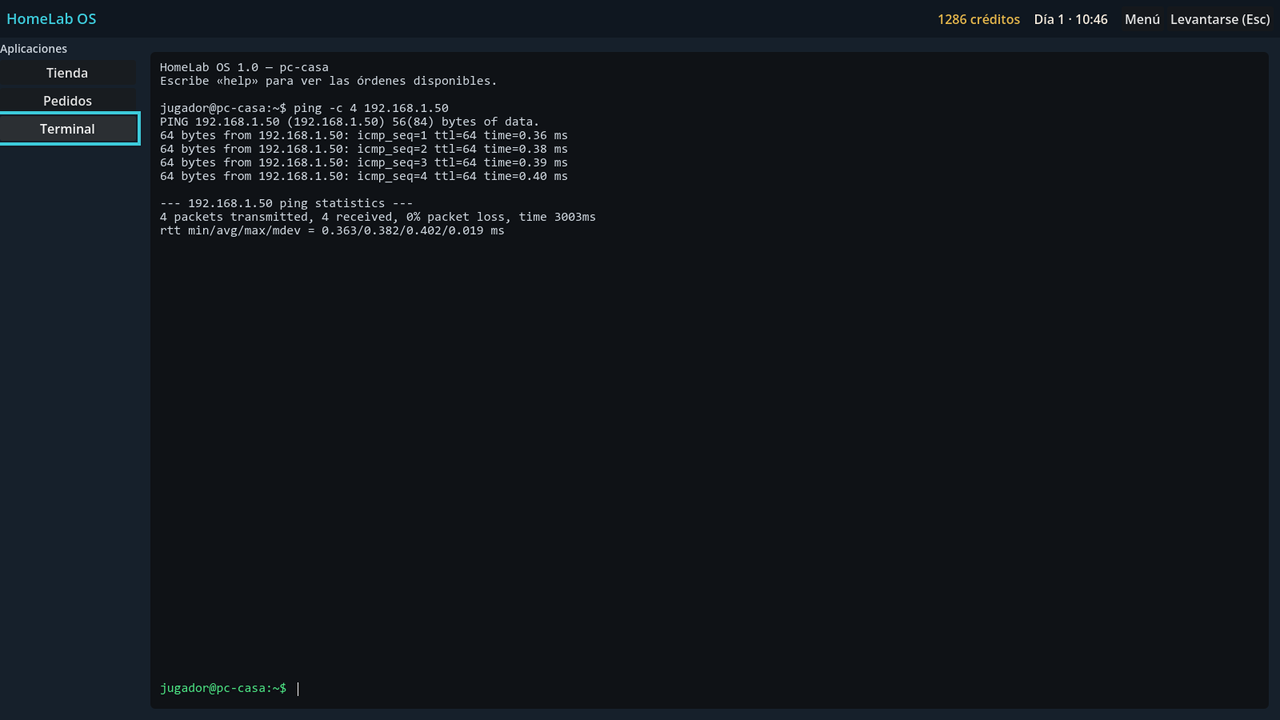 HomeLab OS
1286 créditos
Día 1 · 10:46
Menú
Levantarse (Esc)
Aplicaciones
Tienda
Pedidos
Terminal
HomeLab OS 1.0 — pc-casa
Escribe «help» para ver las órdenes disponibles.
jugador@pc-casa:~$ ping -c 4 192.168.1.50
PING 192.168.1.50 (192.168.1.50) 56(84) bytes of data.
64 bytes from 192.168.1.50: icmp_seq=1 ttl=64 time=0.36 ms
64 bytes from 192.168.1.50: icmp_seq=2 ttl=64 time=0.38 ms
64 bytes from 192.168.1.50: icmp_seq=3 ttl=64 time=0.39 ms
64 bytes from 192.168.1.50: icmp_seq=4 ttl=64 time=0.40 ms
--- 192.168.1.50 ping statistics ---
4 packets transmitted, 4 received, 0% packet loss, time 3003ms
rtt min/avg/max/mdev = 0.363/0.382/0.402/0.019 ms
jugador@pc-casa:~$